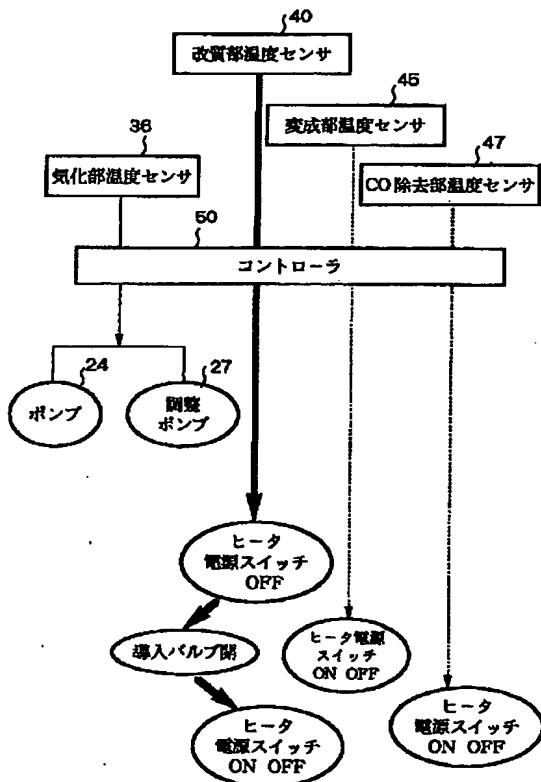 40
改質部温度センサ
45
変成部温度センサ
36
気化部温度センサ
47
CO除去部温度センサ
50
コントローラ
24
ポンプ
27
調整
ポンプ
ヒータ
電源スイッチ
OFF
導入バルブ閉
ヒータ電源
スイッチ
ON OFF
ヒータ
電源スイッチ
ON OFF
ヒータ
電源スイッチ
ON OFF